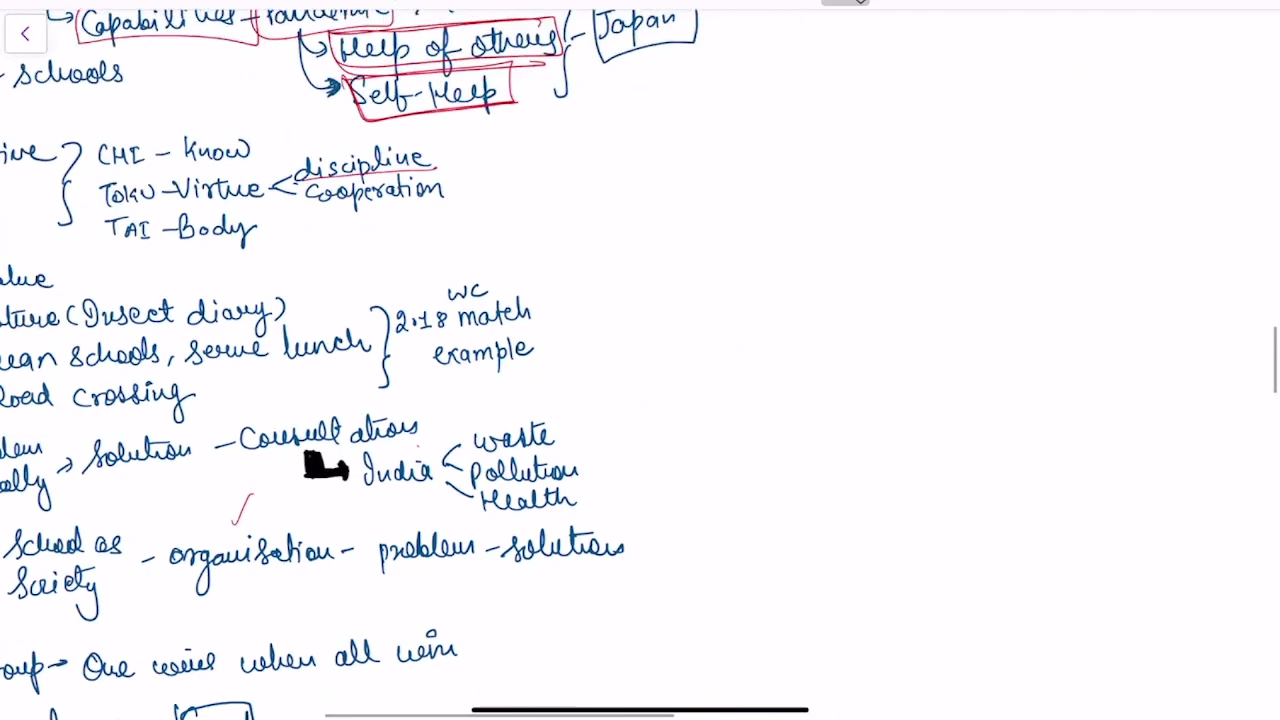 Capabilities -
Help of others } - Japan
- schools
Self-Help
CHI - Know
TOKU - Virtue < discipline
cooperation
TAI - Body
(Insect diary)
WC
schools, serve lunch } 2.18 match
example
Road crossing
→ solution - Consultations
India < waste
Pollution
Health
School as
Society - organisation - problem - solutions
→ One wins when all win